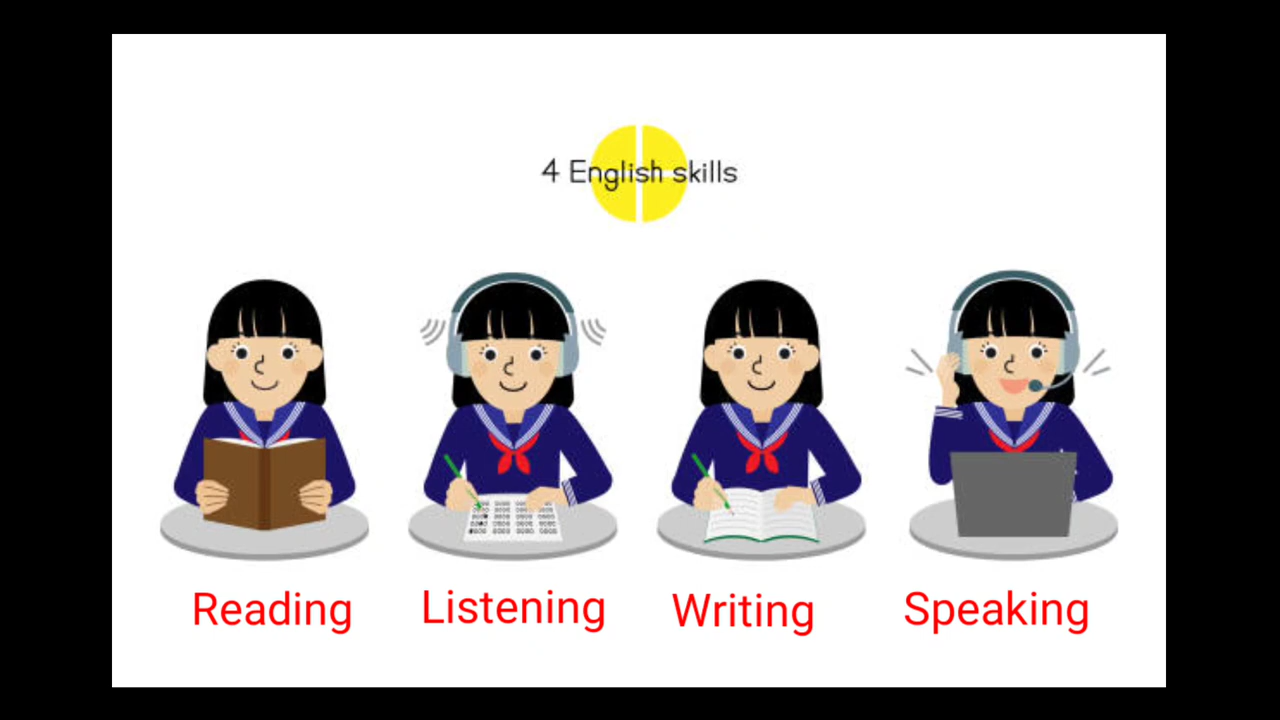 4 English skills
Reading
Listening
Writing
Speaking